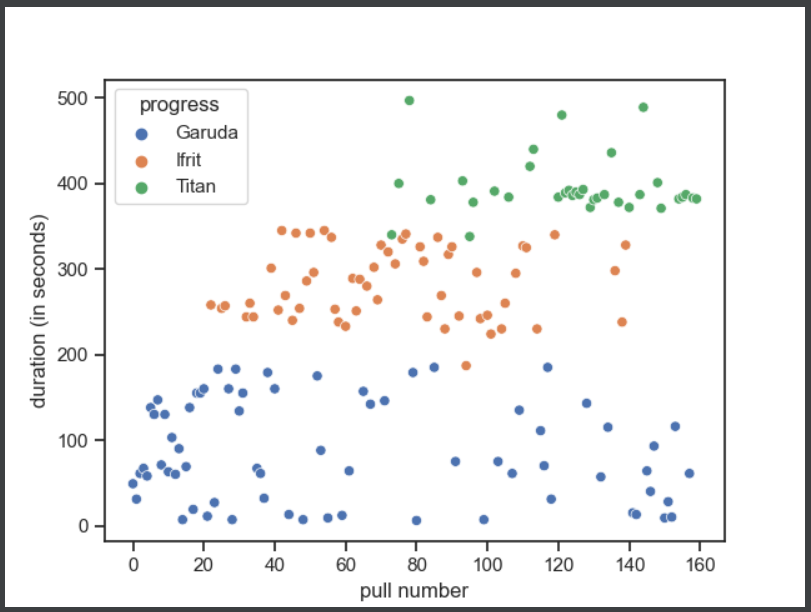 progress
Garuda
Ifrit
Titan
500
400
300
200
100
0
duration (in seconds)
0 20 40 60 80 100 120 140 160
pull number